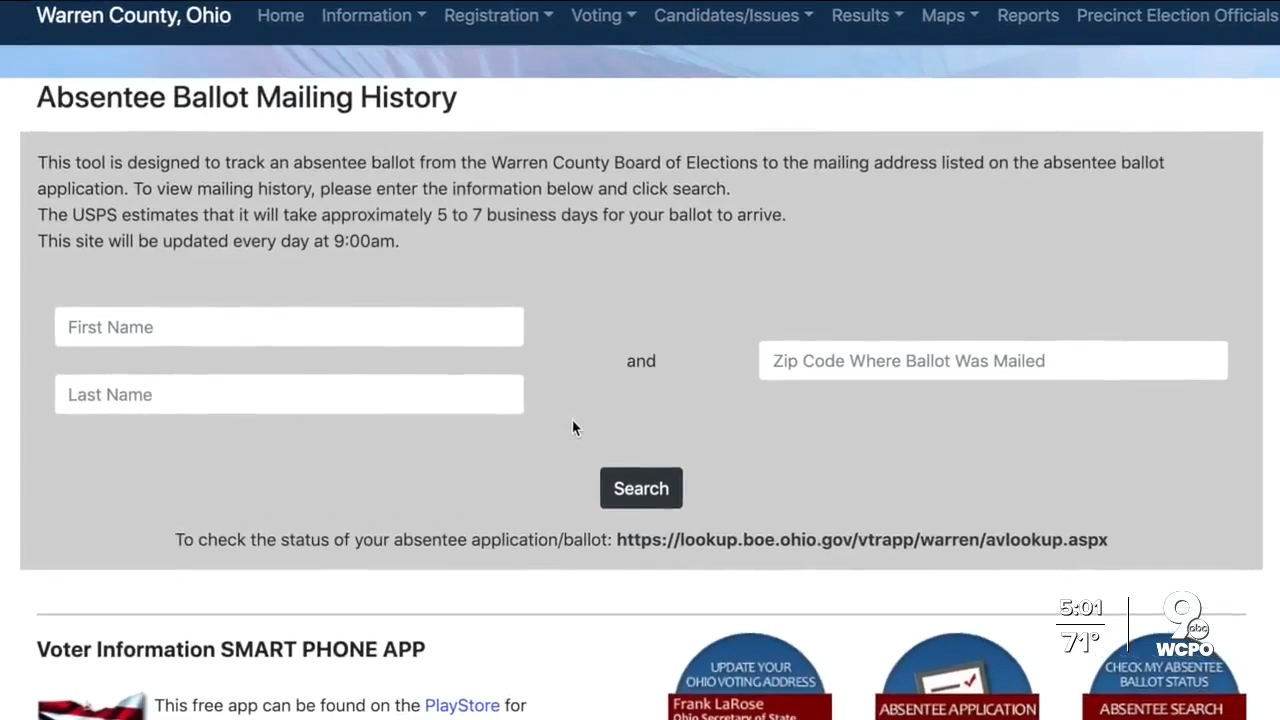 Warren County, Ohio Home Information Registration Voting Candidates/Issues Results Maps Reports Precinct Election Officials
Absentee Ballot Mailing History
This tool is designed to track an absentee ballot from the Warren County Board of Elections to the mailing address listed on the absentee ballot
application. To view mailing history, please enter the information below and click search.
The USPS estimates that it will take approximately 5 to 7 business days for your ballot to arrive.
This site will be updated every day at 9:00am.
First Name
and
Zip Code Where Ballot Was Mailed
Last Name
Search
To check the status of your absentee application/ballot: https://lookup.boe.ohio.gov/vtrapp/warren/avlookup.aspx
Voter Information SMART PHONE APP
This free app can be found on the PlayStore for
UPDATE YOUR
OHIO VOTING ADDRESS
Frank LaRose
Ohio Secretary of State
ABSENTEE APPLICATION
CHECK MY ABSENTEE
BALLOT STATUS
ABSENTEE SEARCH
5:01
71°
9
abc
WCPO